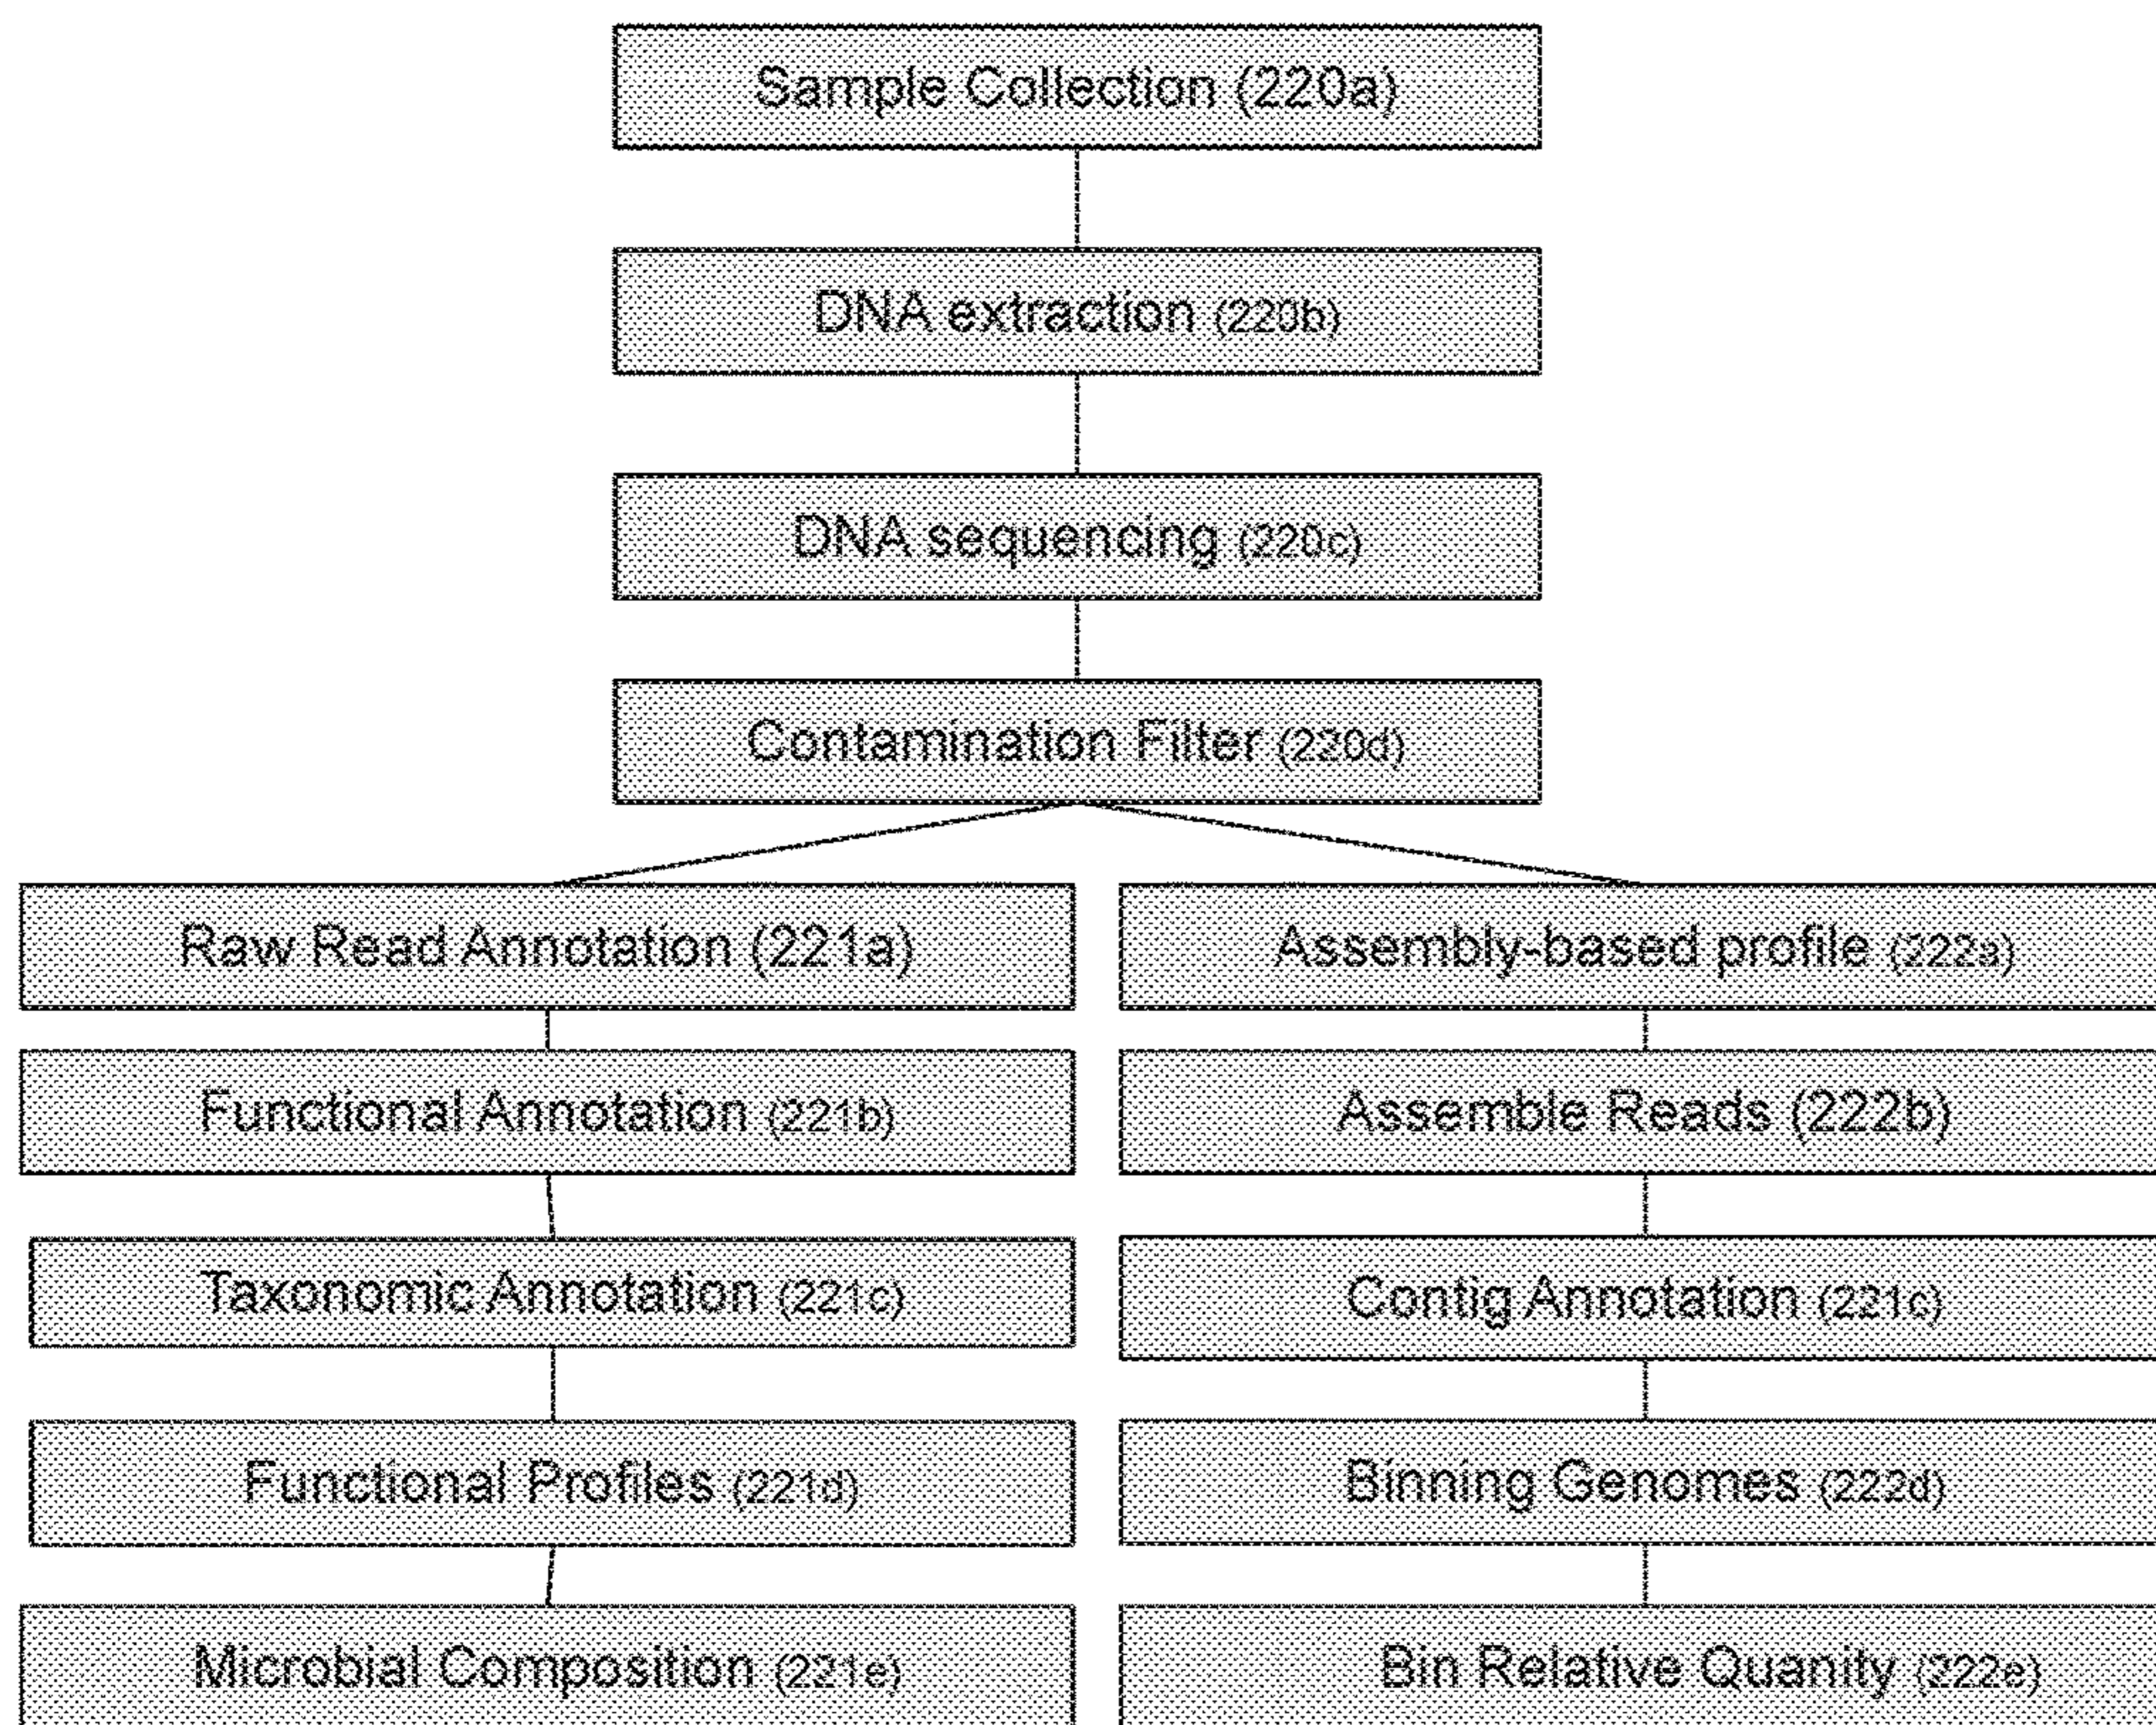 Sample Collection (220a)
DNA extraction (220b)
DNA sequencing (220c)
Contamination Filter (220d)
Raw Read Annotation (221a)
Assembly-based profile (222a)
Functional Annotation (221b)
Assemble Reads (222b)
Taxonomic Annotation (221c)
Contig Annotation (221c)
Functional Profiles (221d)
Binning Genomes (222d)
Microbial Composition (221e)
Bin Relative Quanity (222e)